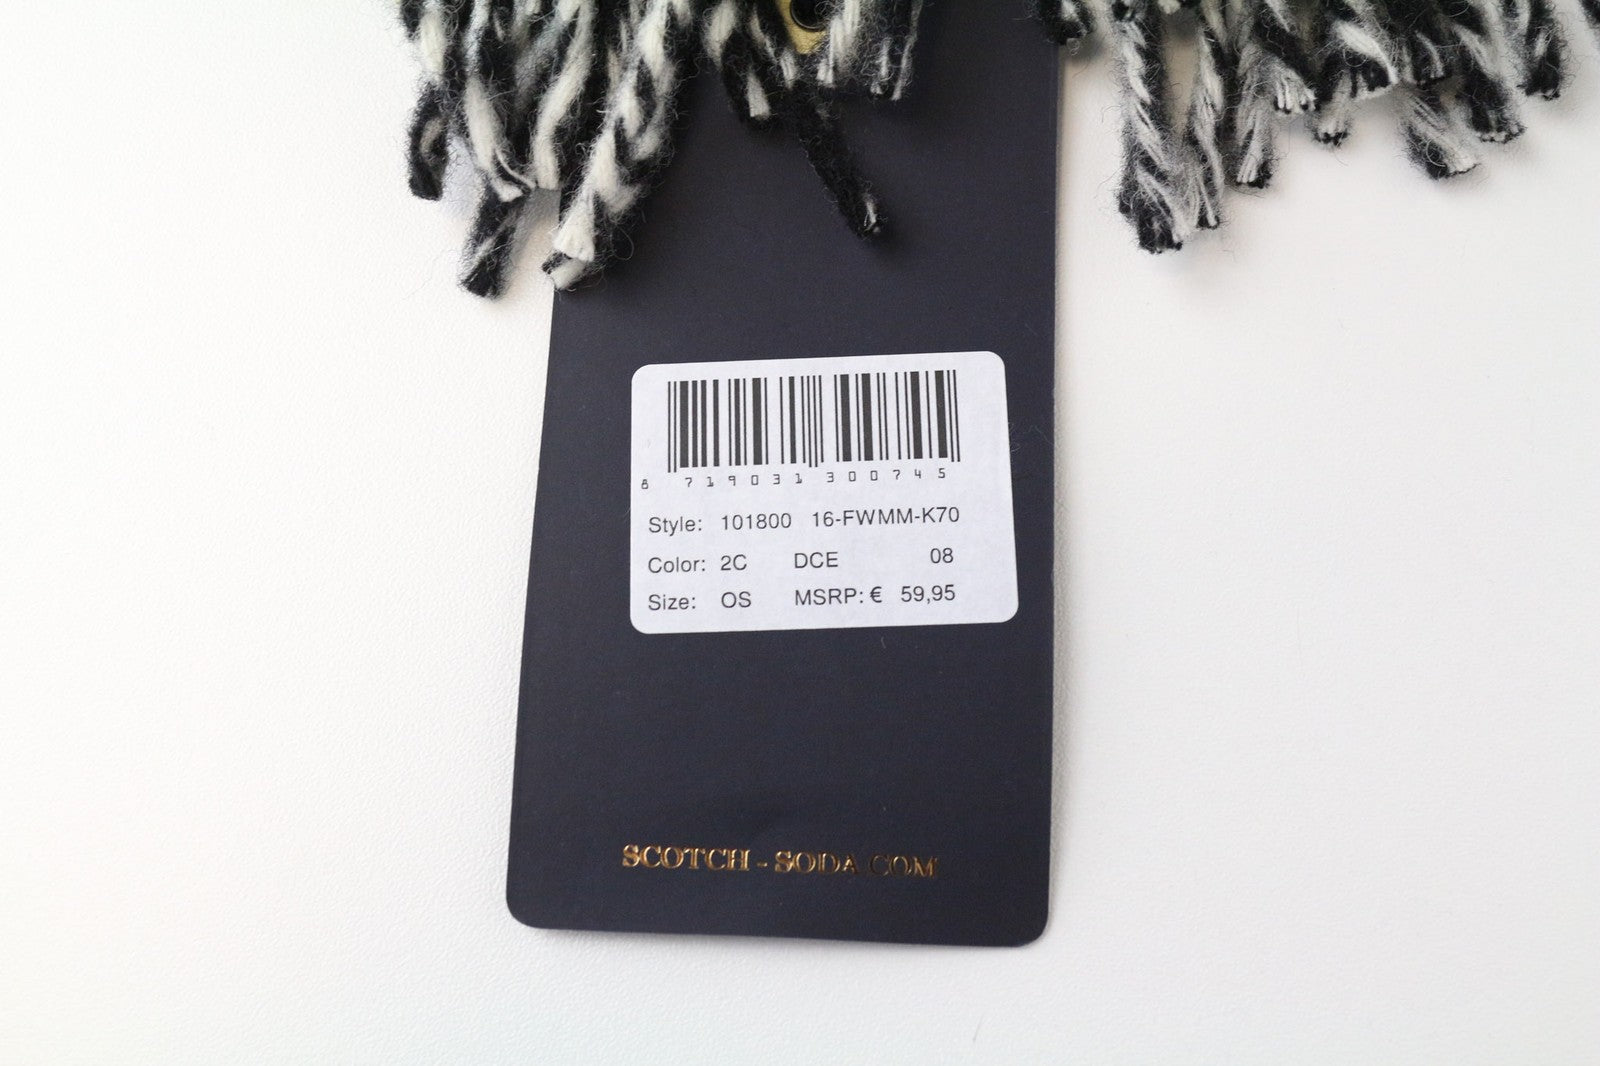 8 719031 300745
Style: 101800 16-FWMM-K70
Color: 2C DCE 08
Size: OS MSRP: € 59,95
SCOTCH - SODA.COM